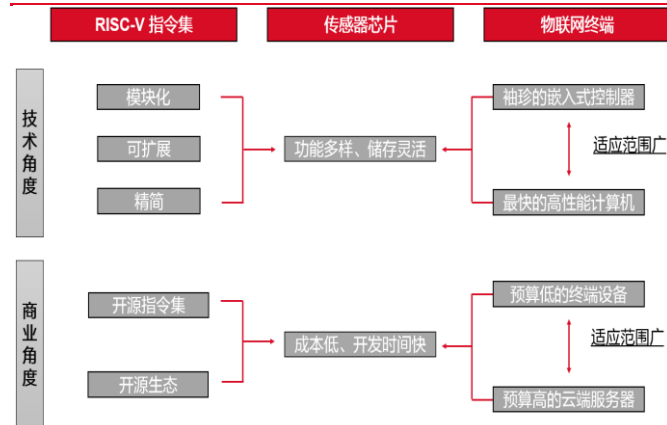 RISC-V 指令集
传感器芯片
物联网终端
技术角度
模块化
可扩展
精简
功能多样、储存灵活
袖珍的嵌入式控制器
适应范围广
最快的高性能计算机
商业角度
开源指令集
开源生态
成本低、开发时间快
预算低的终端设备
适应范围广
预算高的云端服务器